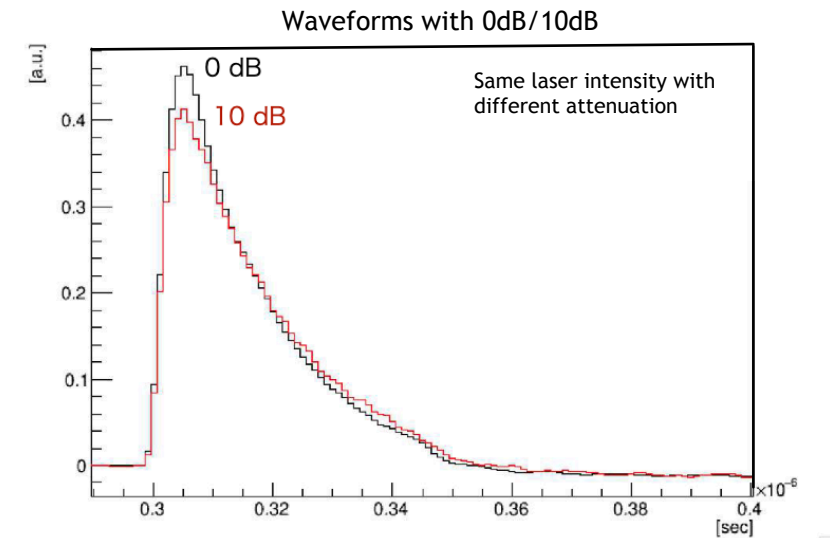 Waveforms with 0dB/10dB
[a.u.]
0 dB
10 dB
Same laser intensity with
different attenuation
0.4
0.3
0.2
0.1
0
0.3 0.32 0.34 0.36 0.38 0.4
×10⁻⁶
[sec]